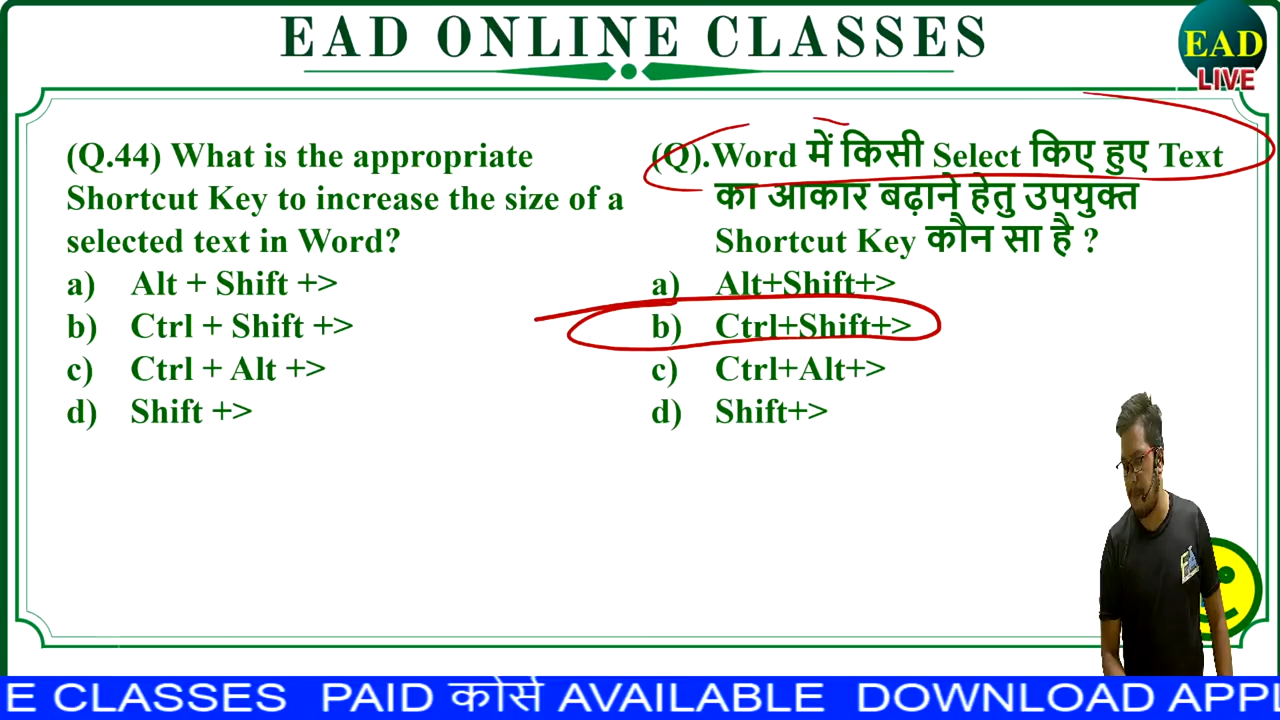 EAD ONLINE CLASSES
EAD
LIVE
(Q.44) What is the appropriate
Shortcut Key to increase the size of a
selected text in Word?
a) Alt + Shift +>
b) Ctrl + Shift +>
c) Ctrl + Alt +>
d) Shift +>
(Q).Word में किसी Select किए हुए Text
का आकार बढ़ाने हेतु उपयुक्त
Shortcut Key कौन सा है ?
a) Alt+Shift+>
b) Ctrl+Shift+>
c) Ctrl+Alt+>
d) Shift+>
E CLASSES PAID कोर्स AVAILABLE DOWNLOAD APPL